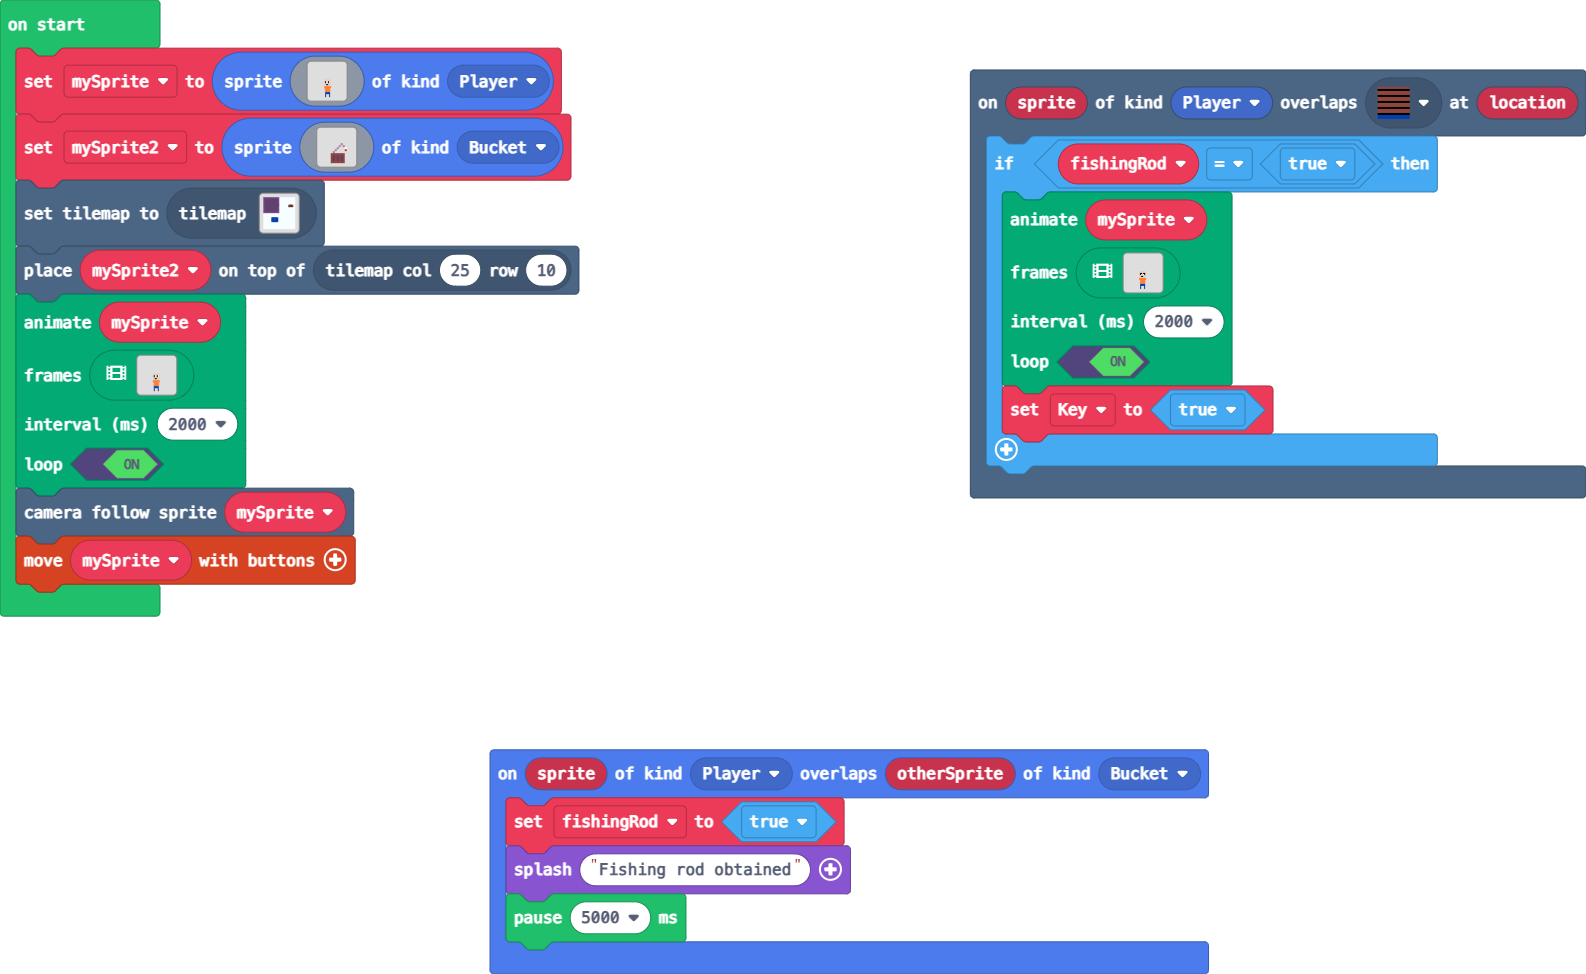 on start
set mySprite to sprite of kind Player
set mySprite2 to sprite of kind Bucket
set tilemap to tilemap
place mySprite2 on top of tilemap col 25 row 10
animate mySprite
frames
interval (ms) 2000
loop ON
camera follow sprite mySprite
move mySprite with buttons
on sprite of kind Player overlaps at location
if fishingRod = true then
animate mySprite
frames
interval (ms) 2000
loop ON
set Key to true
on sprite of kind Player overlaps otherSprite of kind Bucket
set fishingRod to true
splash "Fishing rod obtained"
pause 5000 ms